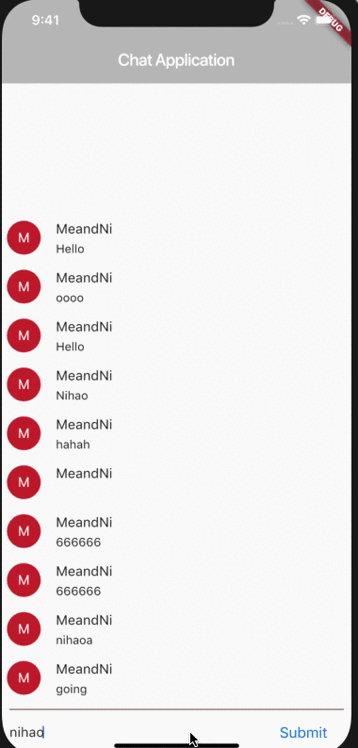 9:41
DEBUG
Chat Application
M
MeandNi
Hello
M
MeandNi
oooo
M
MeandNi
Hello
M
MeandNi
Nihao
M
MeandNi
hahah
M
MeandNi
M
MeandNi
666666
M
MeandNi
666666
M
MeandNi
nihaoa
M
MeandNi
going
nihao
Submit